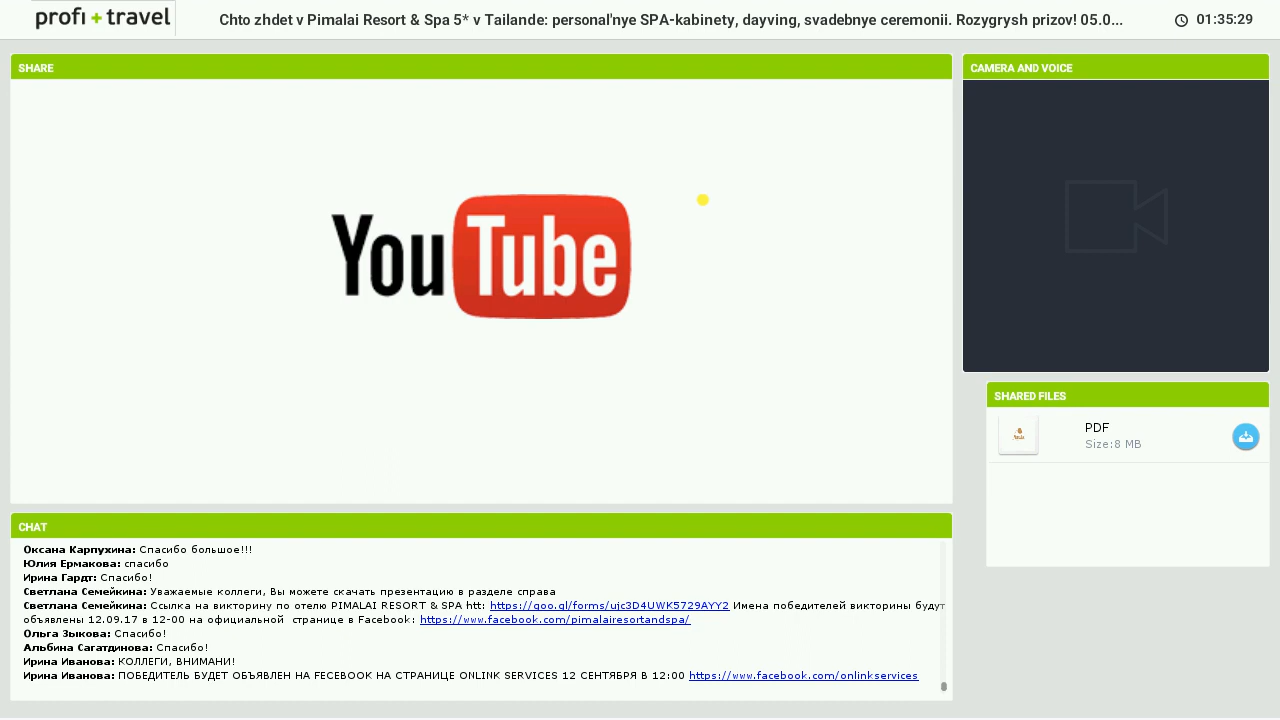 profi + travel
Chto zhdet v Pimalai Resort & Spa 5* v Tailande: personal'nye SPA-kabinety, dayving, svadebnye ceremonii. Rozygrysh prizov! 05.0...
01:35:29
SHARE
CAMERA AND VOICE
YouTube
SHARED FILES
PDF
Size:8 MB
CHAT
Оксана Карпухина: Спасибо большое!!!
Юлия Ермакова: спасибо
Ирина Гардт: Спасибо!
Светлана Семейкина: Уважаемые коллеги, Вы можете скачать презентацию в разделе справа
Светлана Семейкина: Ссылка на викторину по отелю PIMALAI RESORT & SPA htt: https://goo.gl/forms/ujc3D4UWK5729AYY2 Имена победителей викторины будут
объявлены 12.09.17 в 12-00 на официальной странице в Facebook: https://www.facebook.com/pimalairesortandspa/
Ольга Зыкова: Спасибо!
Альбина Сагатдинова: Спасибо!
Ирина Иванова: КОЛЛЕГИ, ВНИМАНИ!
Ирина Иванова: ПОБЕДИТЕЛЬ БУДЕТ ОБЪЯВЛЕН НА FECEBOOK НА СТРАНИЦЕ ONLINK SERVICES 12 СЕНТЯБРЯ В 12:00 https://www.facebook.com/onlinkservices